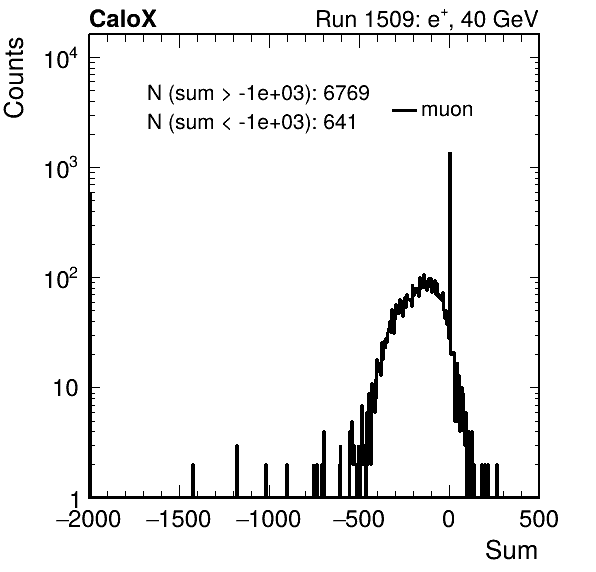 CaloX Run 1509: e⁺, 40 GeV
Counts
10⁴
N (sum > -1e+03): 6769
N (sum < -1e+03): 641
muon
10³
10²
10
1
−2000 −1500 −1000 −500 0 500
Sum